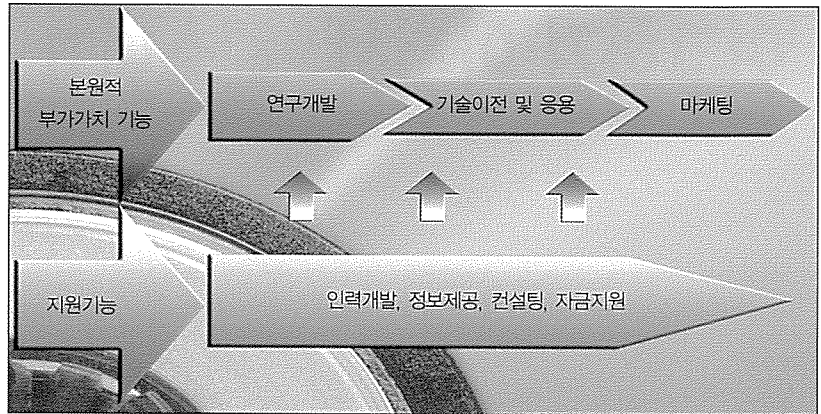 본원적
부가가치 기능
연구개발
기술이전 및 응용
마케팅
지원기능
인력개발, 정보제공, 컨설팅, 자금지원